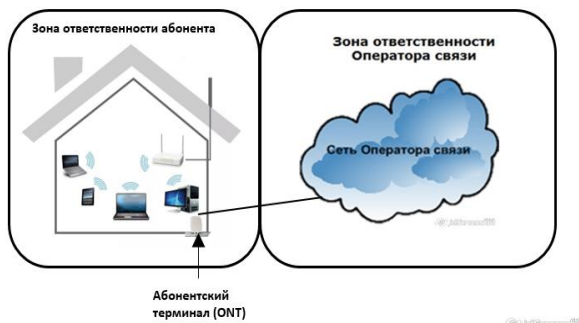 Зона ответственности абонента
Зона ответственности
Оператора связи
Сеть Оператора связи
Абонентский
терминал (ONT)